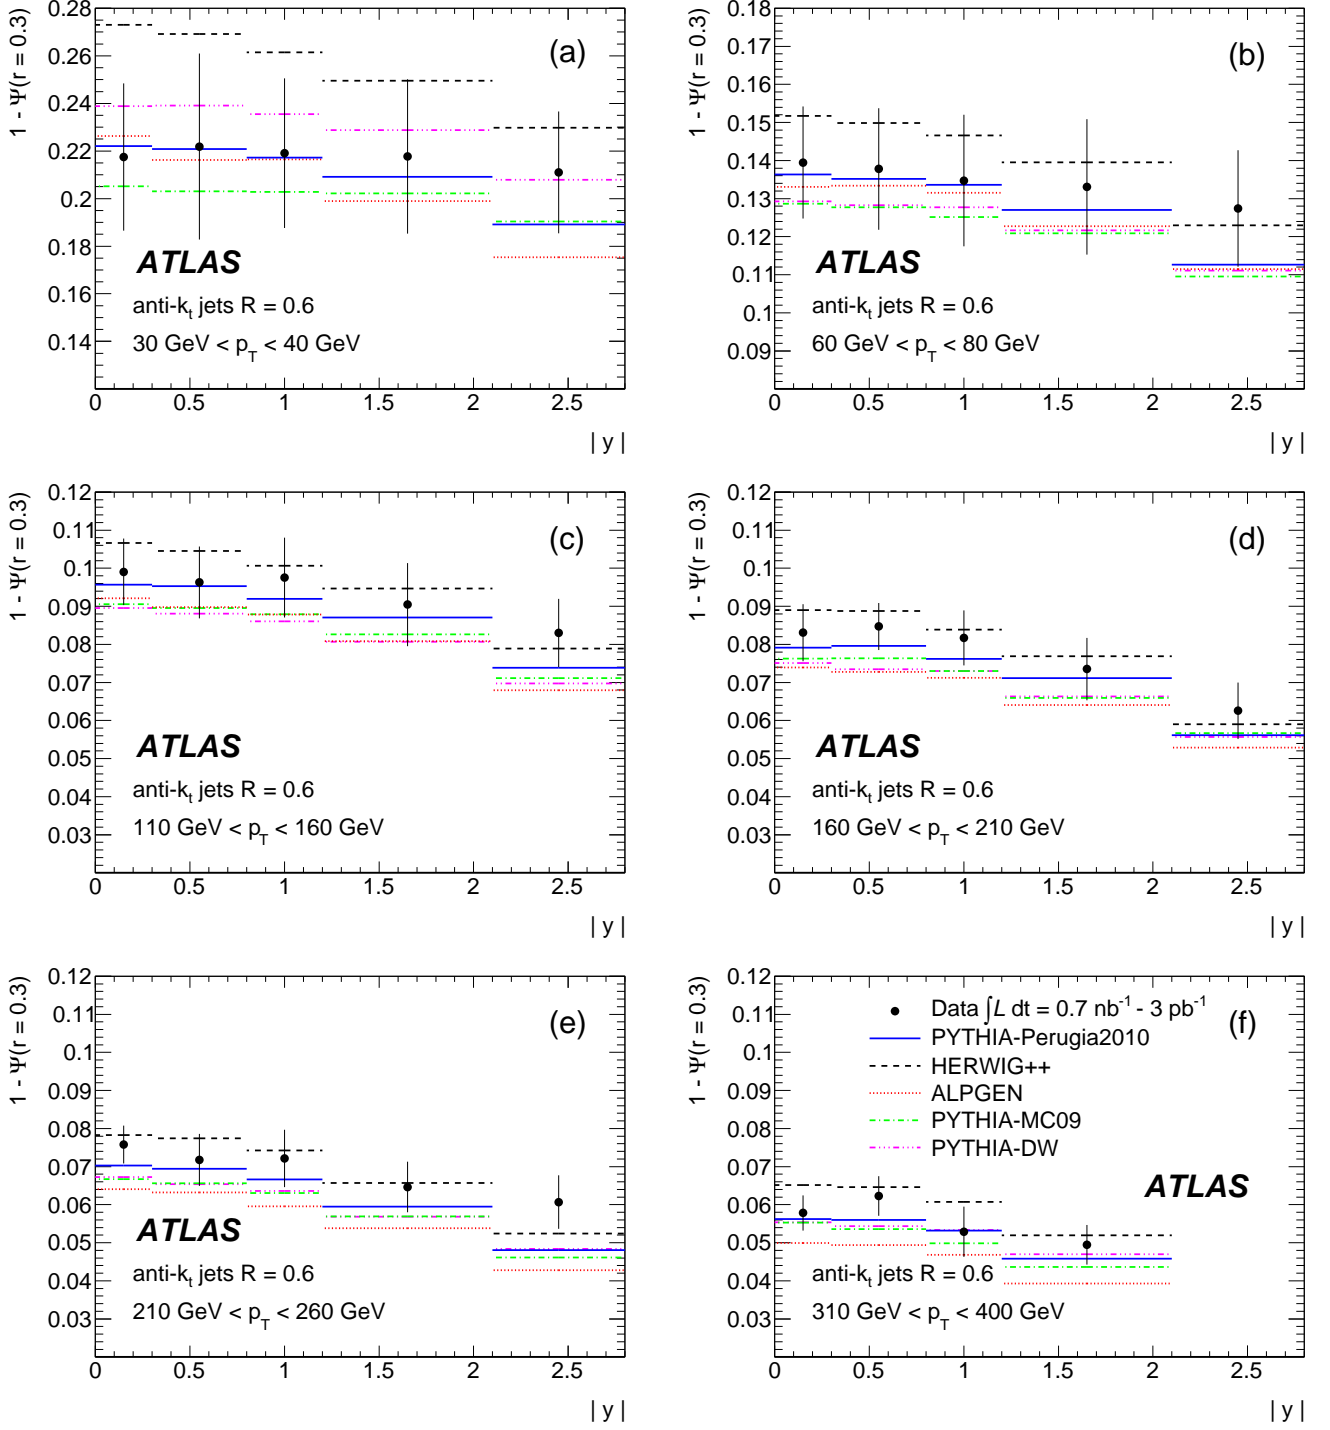 1 - Ψ(r = 0.3)
0.28
0.26
0.24
0.22
0.2
0.18
0.16
0.14
(a)
ATLAS
anti-kt jets R = 0.6
30 GeV < pT < 40 GeV
0 0.5 1 1.5 2 2.5
| y |
1 - Ψ(r = 0.3)
0.18
0.17
0.16
0.15
0.14
0.13
0.12
0.11
0.1
0.09
(b)
ATLAS
anti-kt jets R = 0.6
60 GeV < pT < 80 GeV
0 0.5 1 1.5 2 2.5
| y |
1 - Ψ(r = 0.3)
0.12
0.11
0.1
0.09
0.08
0.07
0.06
0.05
0.04
0.03
(c)
ATLAS
anti-kt jets R = 0.6
110 GeV < pT < 160 GeV
0 0.5 1 1.5 2 2.5
| y |
1 - Ψ(r = 0.3)
0.12
0.11
0.1
0.09
0.08
0.07
0.06
0.05
0.04
0.03
(d)
ATLAS
anti-kt jets R = 0.6
160 GeV < pT < 210 GeV
0 0.5 1 1.5 2 2.5
| y |
1 - Ψ(r = 0.3)
0.12
0.11
0.1
0.09
0.08
0.07
0.06
0.05
0.04
0.03
(e)
ATLAS
anti-kt jets R = 0.6
210 GeV < pT < 260 GeV
0 0.5 1 1.5 2 2.5
| y |
1 - Ψ(r = 0.3)
0.12
0.11
0.1
0.09
0.08
0.07
0.06
0.05
0.04
0.03
(f)
Data ∫L dt = 0.7 nb⁻¹ - 3 pb⁻¹
PYTHIA-Perugia2010
HERWIG++
ALPGEN
PYTHIA-MC09
PYTHIA-DW
ATLAS
anti-kt jets R = 0.6
310 GeV < pT < 400 GeV
0 0.5 1 1.5 2 2.5
| y |